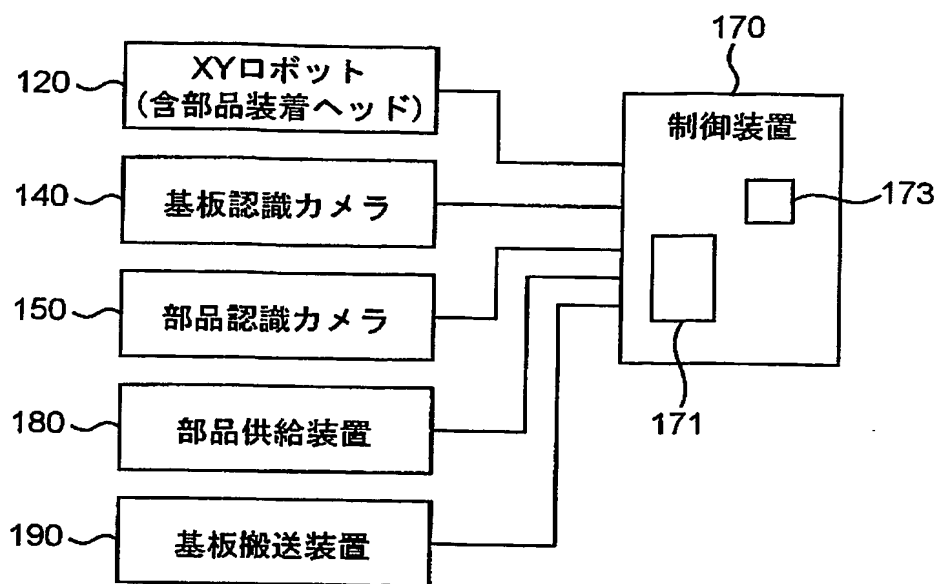 170
120
XYロボット
(含部品装着ヘッド)
制御装置
140
基板認識カメラ
173
150
部品認識カメラ
171
180
部品供給装置
190
基板搬送装置